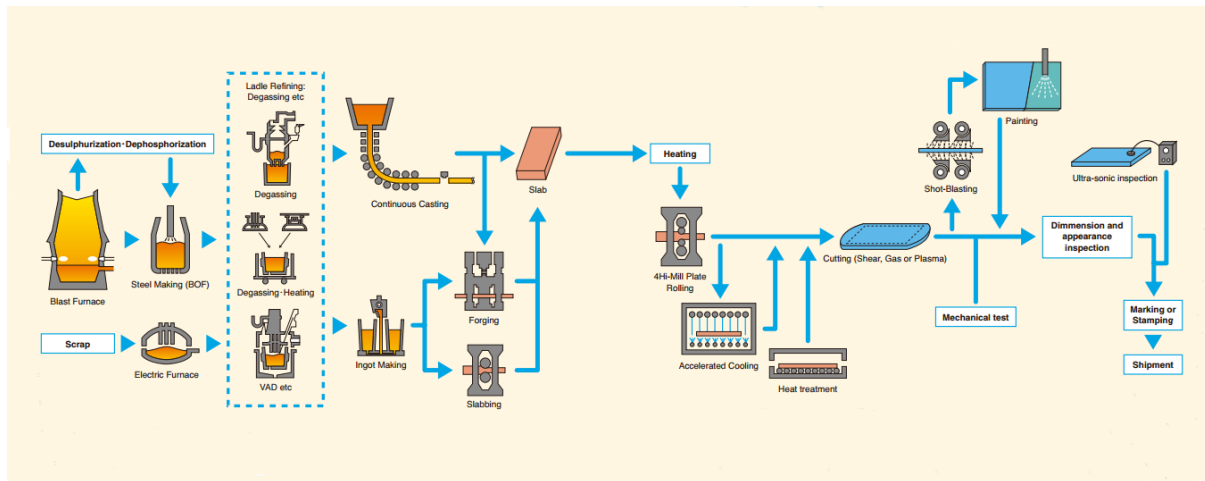 Desulphurization·Dephosphorization
Blast Furnace
Steel Making (BOF)
Scrap
Electric Furnace
Ladle Refining:
Degassing etc
Degassing
Degassing·Heating
VAD etc
Continuous Casting
Ingot Making
Forging
Slabbing
Slab
Heating
4Hi-Mill Plate
Rolling
Accelerated Cooling
Heat treatment
Cutting (Shear, Gas or Plasma)
Shot-Blasting
Painting
Mechanical test
Dimmension and
appearance
inspection
Ultra-sonic inspection
Marking or
Stamping
Shipment